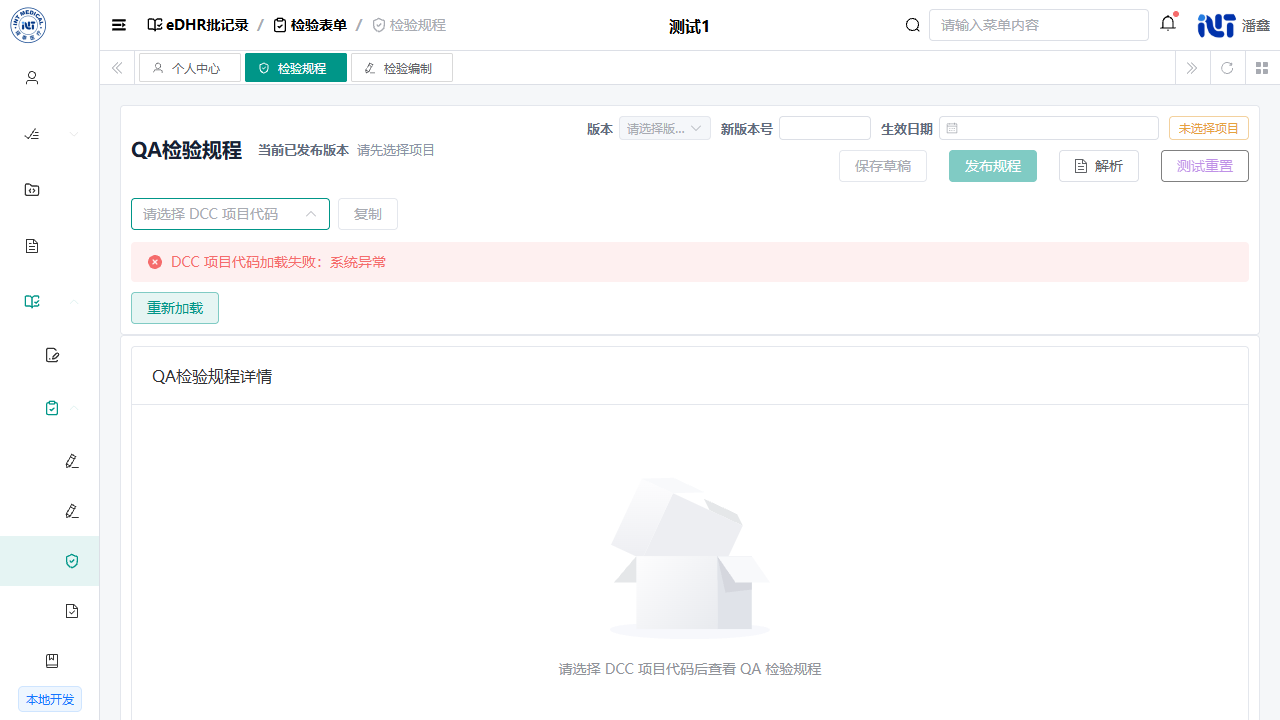 eDHR批记录 / 检验表单 / 检验规程
测试1
请输入菜单内容
潘鑫
个人中心
检验规程
检验编制
QA检验规程
当前已发布版本 请先选择项目
版本 请选择版... 新版本号 生效日期 未选择项目
保存草稿 发布规程 解析 测试重置
请选择 DCC 项目代码 复制
DCC 项目代码加载失败：系统异常
重新加载
QA检验规程详情
请选择 DCC 项目代码后查看 QA 检验规程
本地开发